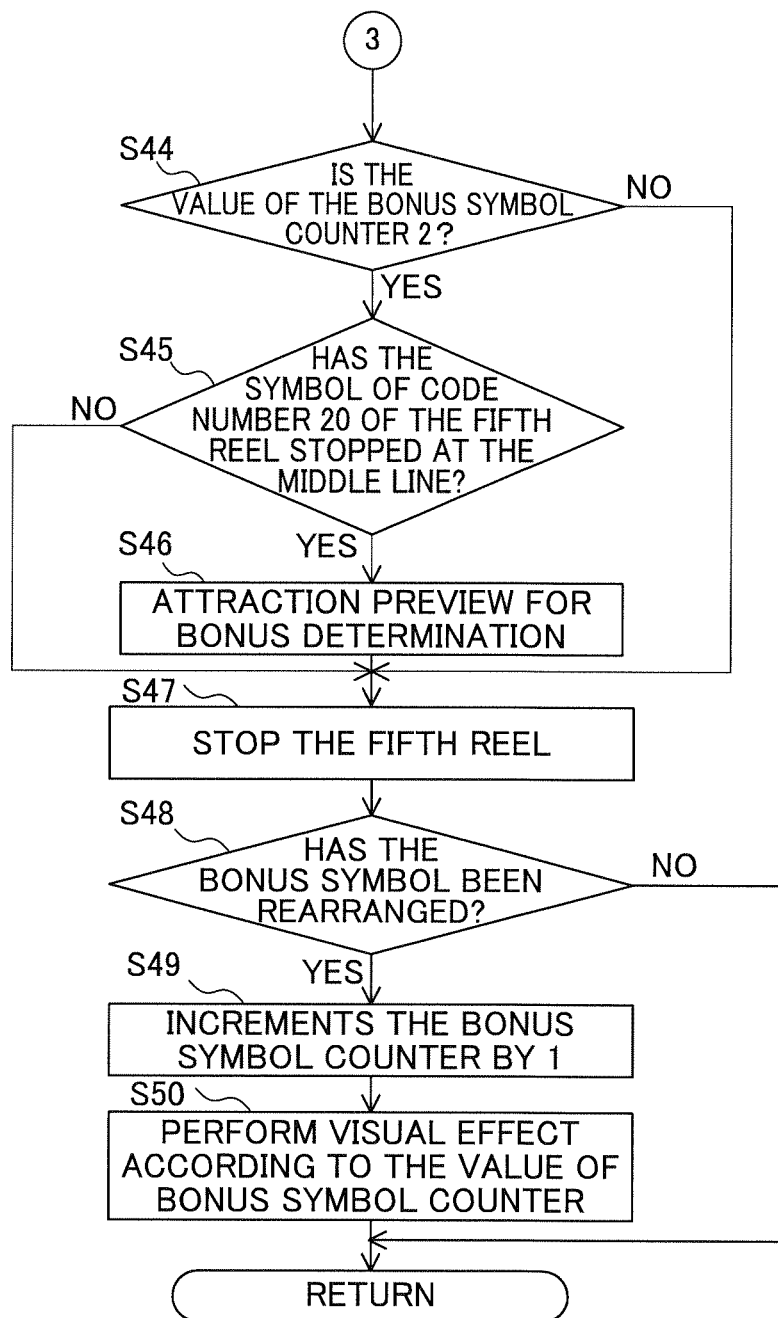 3
S44
IS THE
VALUE OF THE BONUS SYMBOL
COUNTER 2?
NO
YES
S45
HAS THE
SYMBOL OF CODE
NUMBER 20 OF THE FIFTH
REEL STOPPED AT THE
MIDDLE LINE?
NO
YES
S46
ATTRACTION PREVIEW FOR
BONUS DETERMINATION
S47
STOP THE FIFTH REEL
S48
HAS THE
BONUS SYMBOL BEEN
REARRANGED?
NO
YES
S49
INCREMENTS THE BONUS
SYMBOL COUNTER BY 1
S50
PERFORM VISUAL EFFECT
ACCORDING TO THE VALUE OF
BONUS SYMBOL COUNTER
RETURN